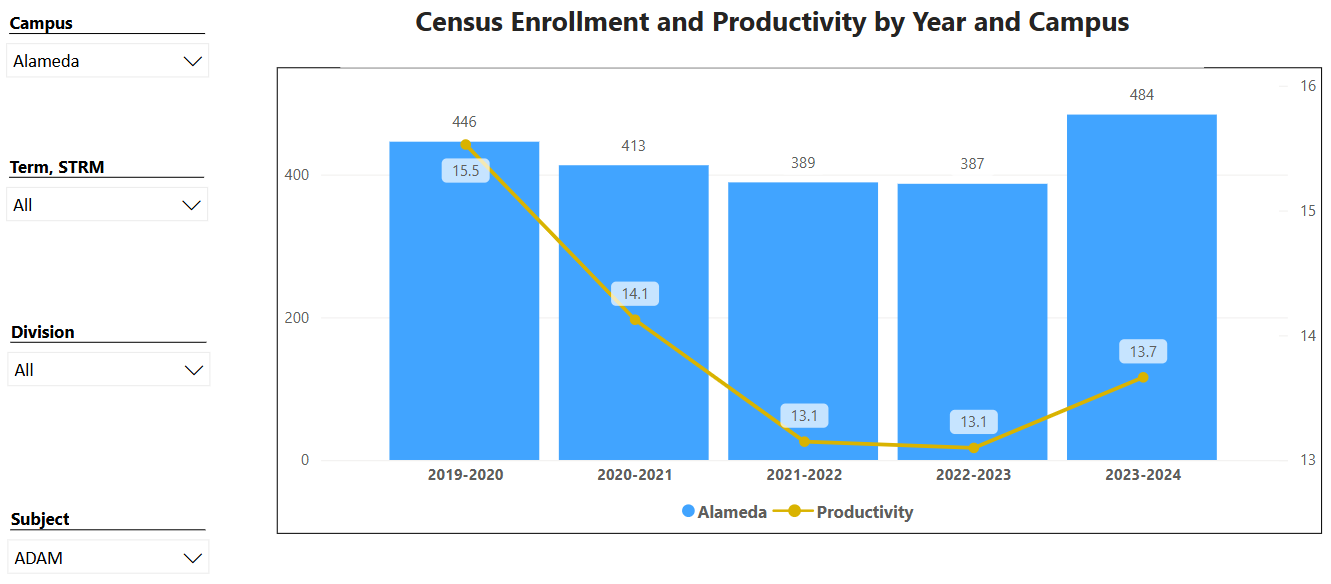 Census Enrollment and Productivity by Year and Campus
Campus
Alameda
Term, STRM
All
Division
All
Subject
ADAM
446
413
389
387
484
15.5
14.1
13.1
13.1
13.7
400
200
0
16
15
14
13
2019-2020
2020-2021
2021-2022
2022-2023
2023-2024
Alameda
Productivity